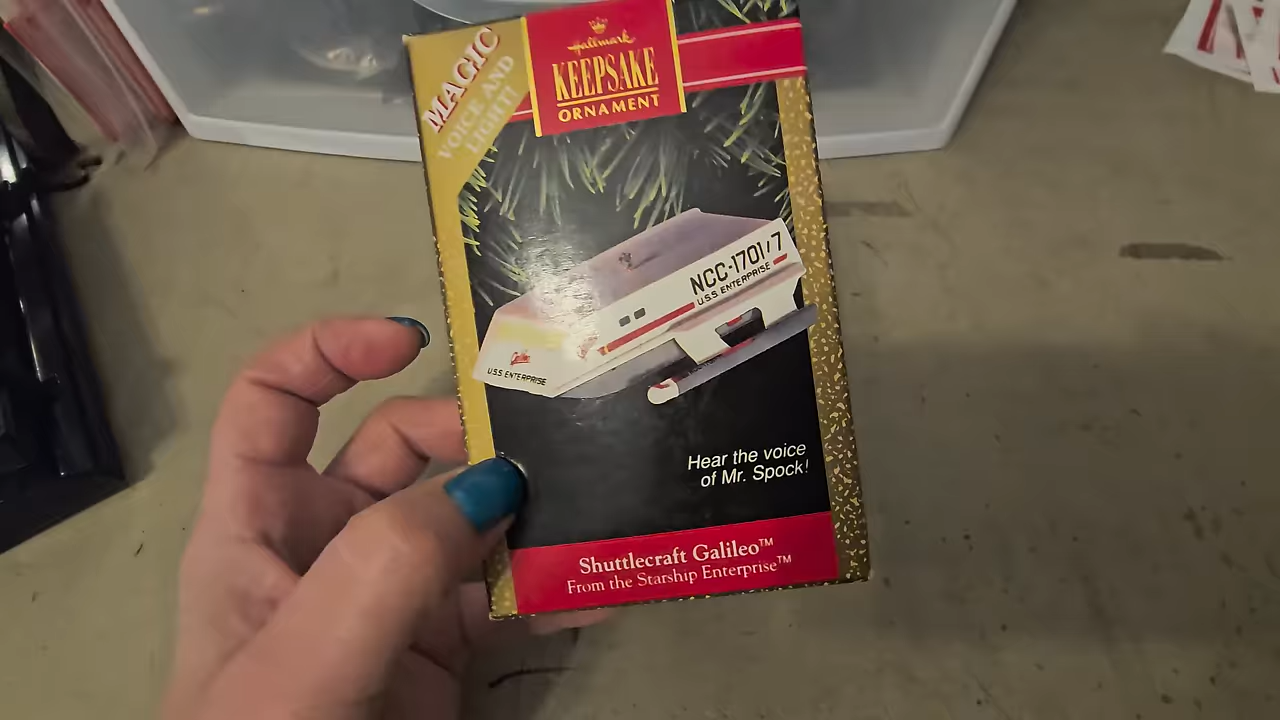 MAGIC
VOICE AND
LIGHT!
Hallmark
KEEPSAKE
ORNAMENT
NCC-1701/7
U.S.S. ENTERPRISE
Galileo
U.S.S. ENTERPRISE
Hear the voice
of Mr. Spock!
Shuttlecraft Galileo™
From the Starship Enterprise™